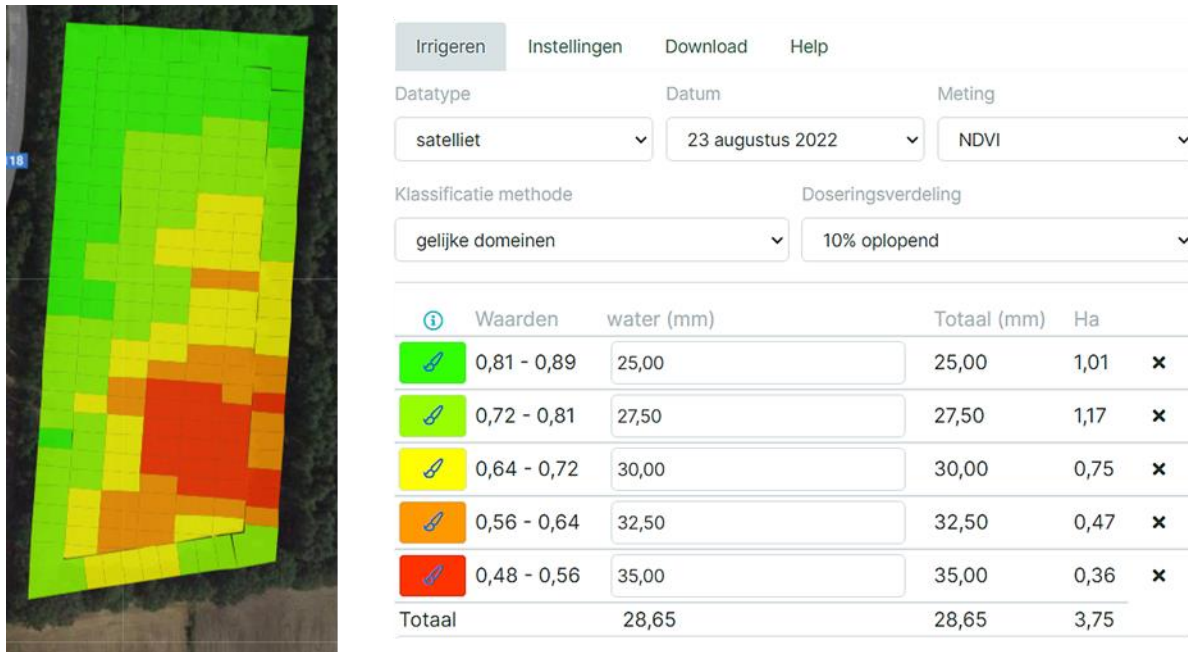 118
Irrigeren Instellingen Download Help
Datatype Datum Meting
satelliet 23 augustus 2022 NDVI
Klassificatie methode Doseringsverdeling
gelijke domeinen 10% oplopend
Waarden water (mm) Totaal (mm) Ha
0,81 - 0,89 25,00 25,00 1,01
0,72 - 0,81 27,50 27,50 1,17
0,64 - 0,72 30,00 30,00 0,75
0,56 - 0,64 32,50 32,50 0,47
0,48 - 0,56 35,00 35,00 0,36
Totaal 28,65 28,65 3,75